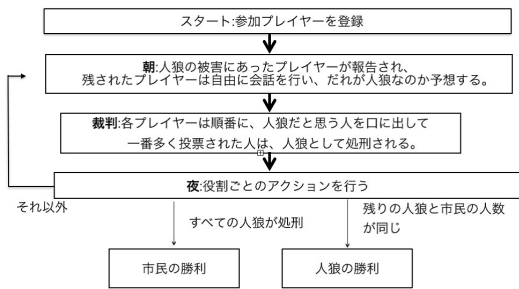 スタート:参加プレイヤーを登録
朝:人狼の被害にあったプレイヤーが報告され、
残されたプレイヤーは自由に会話を行い、だれが人狼なのか予想する。
裁判:各プレイヤーは順番に、人狼だと思う人を口に出して
一番多く投票された人は、人狼として処刑される。
夜:役割ごとのアクションを行う
それ以外
すべての人狼が処刑
残りの人狼と市民の人数
が同じ
市民の勝利
人狼の勝利